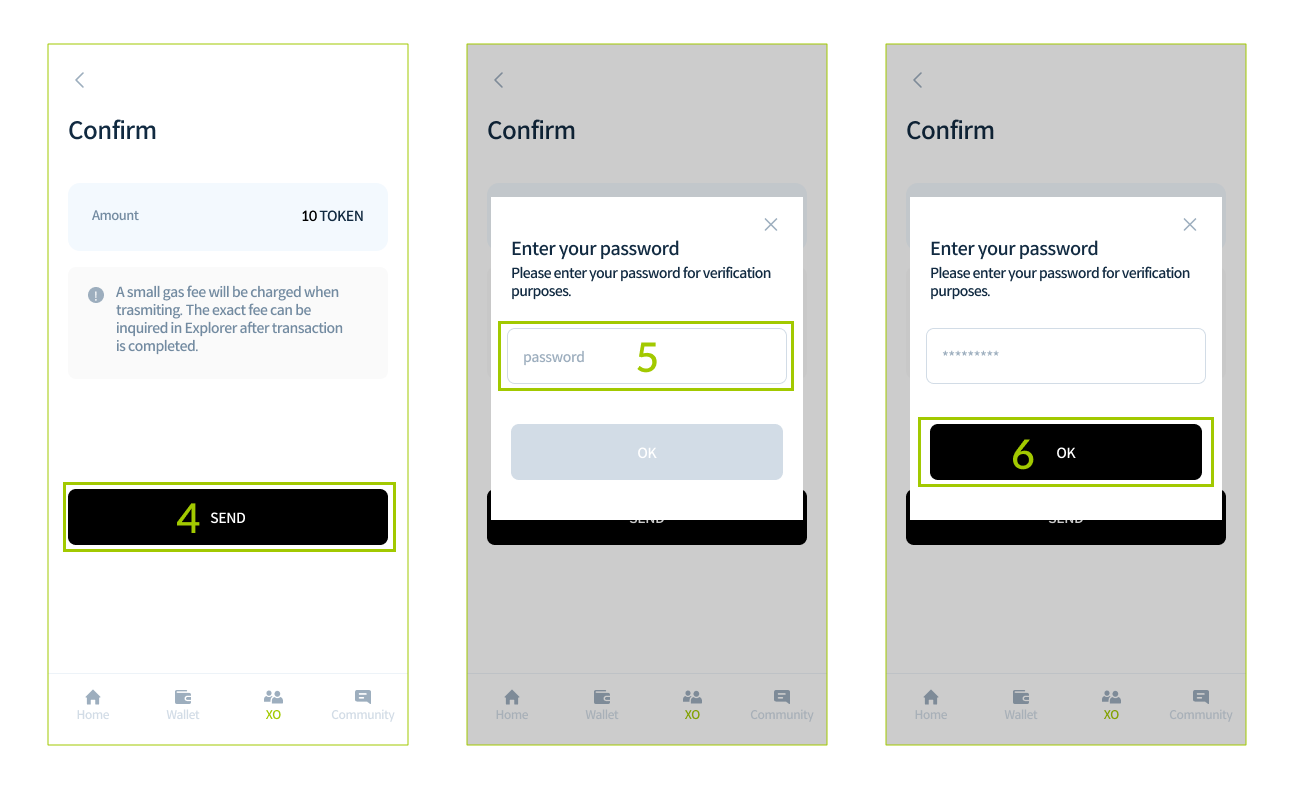 Confirm
Amount 10 TOKEN
! A small gas fee will be charged when
trasmiting. The exact fee can be
inquired in Explorer after transaction
is completed.
4 SEND
Home Wallet XO Community
Confirm
Enter your password
Please enter your password for verification
purposes.
password 5
OK
SEND
Home Wallet XO Community
Confirm
Enter your password
Please enter your password for verification
purposes.
*********
6 OK
SEND
Home Wallet XO Community